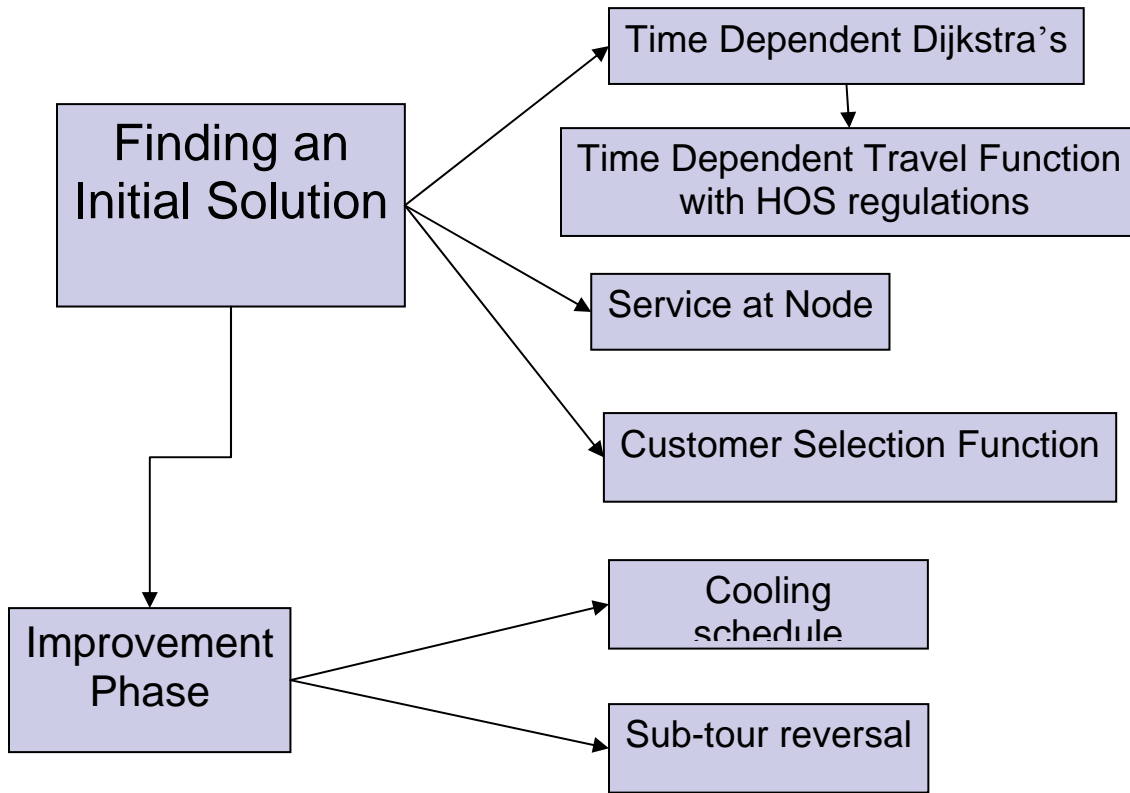 Time Dependent Dijkstra’s
Finding an
Initial Solution
Time Dependent Travel Function
with HOS regulations
Service at Node
Customer Selection Function
Improvement
Phase
Cooling
schedule
Sub-tour reversal